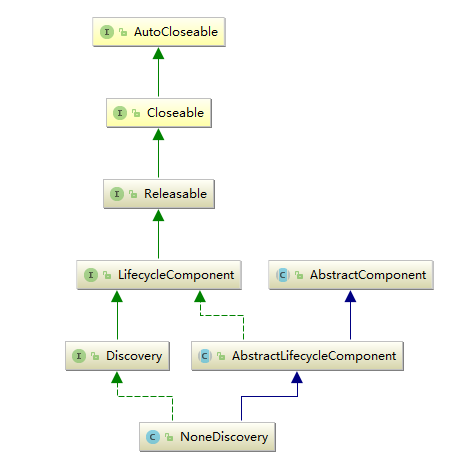 I AutoCloseable
I Closeable
I Releasable
I LifecycleComponent
C AbstractComponent
I Discovery
C AbstractLifecycleComponent
C NoneDiscovery